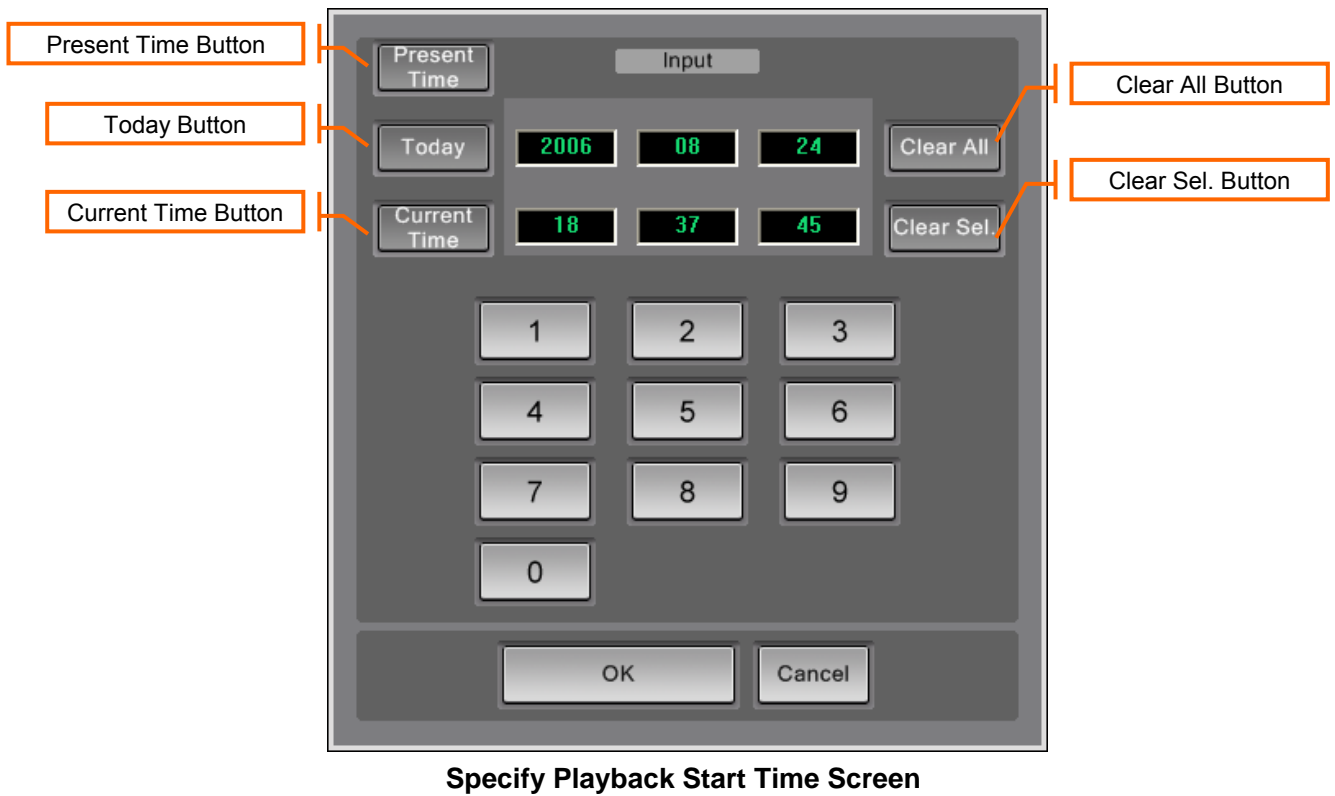 Present Time Button
Present
Time
Input
Clear All Button
Today Button
Today
2006 08 24
Clear All
Clear Sel. Button
Current Time Button
Current
Time
18 37 45
Clear Sel.
1 2 3
4 5 6
7 8 9
0
OK Cancel
Specify Playback Start Time Screen